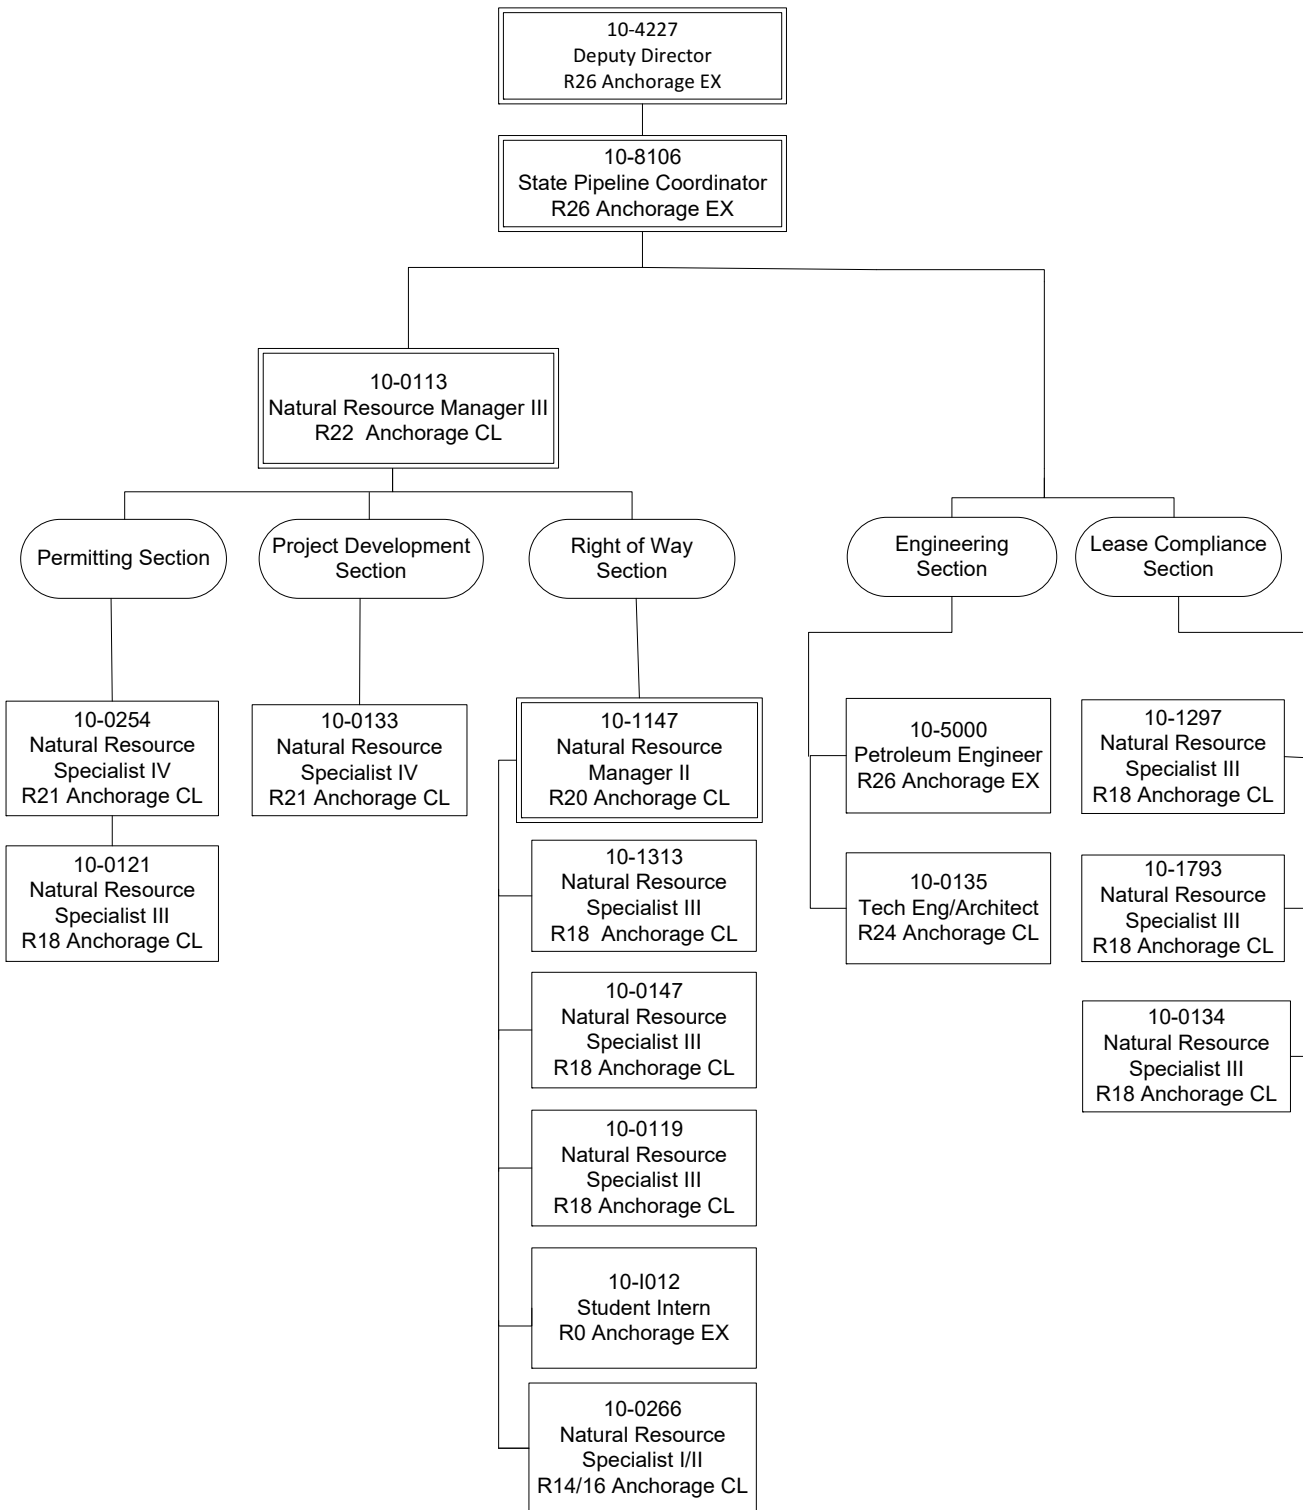 10-4227
Deputy Director
R26 Anchorage EX
10-8106
State Pipeline Coordinator
R26 Anchorage EX
10-0113
Natural Resource Manager III
R22  Anchorage CL
Permitting Section
Project Development
Section
Right of Way
Section
Engineering
Section
Lease Compliance
Section
10-0254
Natural Resource
Specialist IV
R21 Anchorage CL
10-0121
Natural Resource
Specialist III
R18 Anchorage CL
10-0133
Natural Resource
Specialist IV
R21 Anchorage CL
10-1147
Natural Resource
Manager II
R20 Anchorage CL
10-1313
Natural Resource
Specialist III
R18  Anchorage CL
10-0147
Natural Resource
Specialist III
R18 Anchorage CL
10-0119
Natural Resource
Specialist III
R18 Anchorage CL
10-I012
Student Intern
R0 Anchorage EX
10-0266
Natural Resource
Specialist I/II
R14/16 Anchorage CL
10-5000
Petroleum Engineer
R26 Anchorage EX
10-0135
Tech Eng/Architect
R24 Anchorage CL
10-1297
Natural Resource
Specialist III
R18 Anchorage CL
10-1793
Natural Resource
Specialist III
R18 Anchorage CL
10-0134
Natural Resource
Specialist III
R18 Anchorage CL